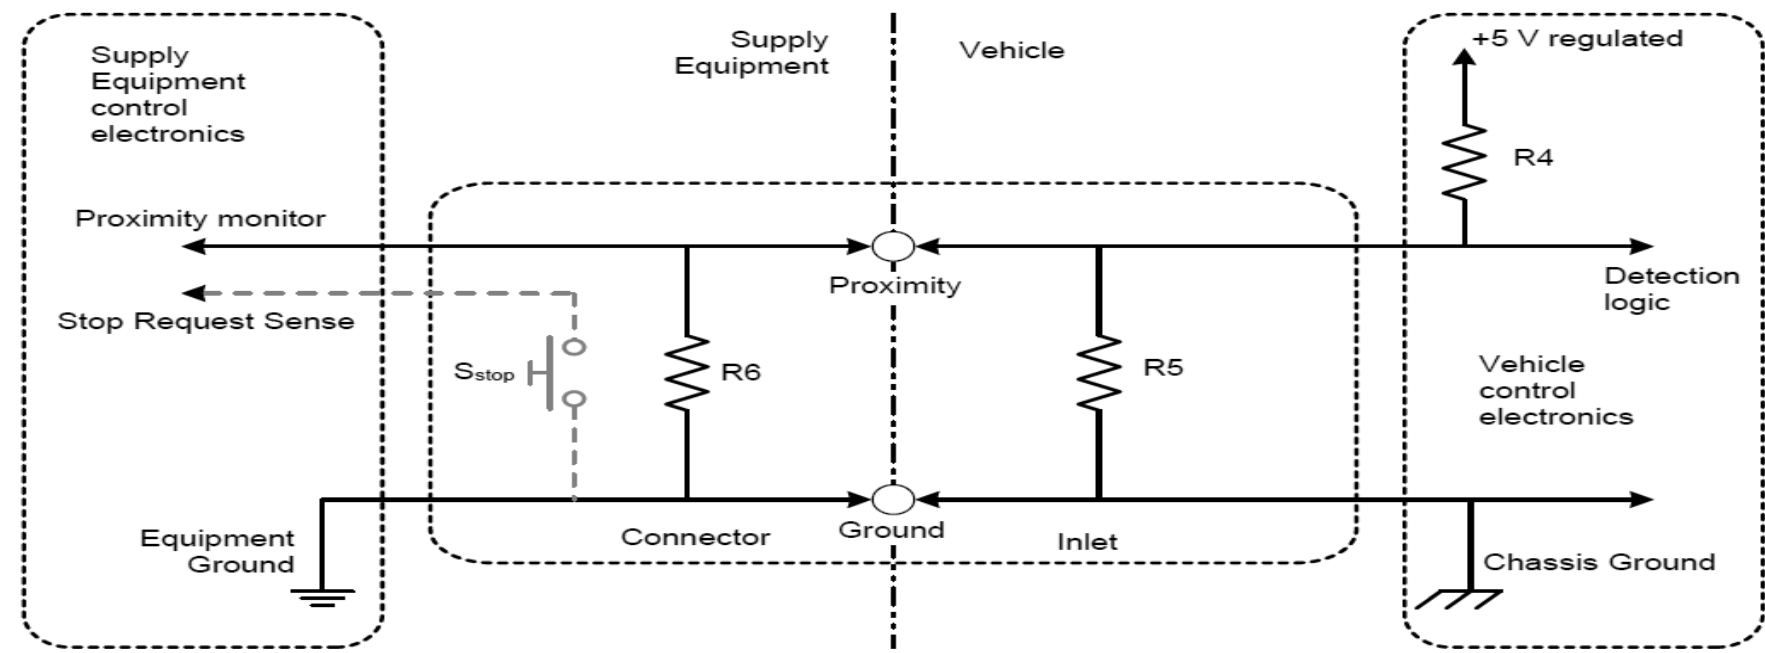 Supply
Equipment
control
electronics
Supply
Equipment
Vehicle
+5 V regulated
R4
Proximity monitor
Proximity
Detection
logic
Stop Request Sense
Sstop
R6
R5
Vehicle
control
electronics
Equipment
Ground
Connector
Ground
Inlet
Chassis Ground